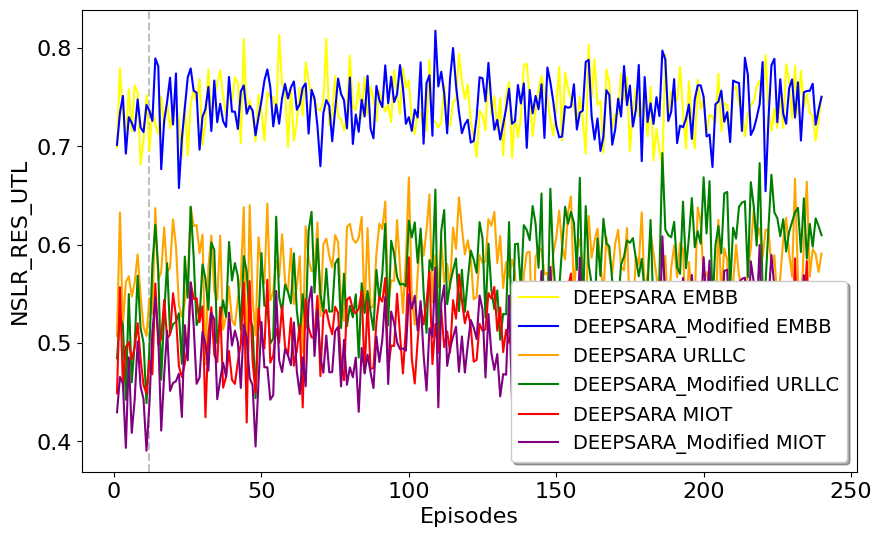 NSLR_RES_UTL
0.8
0.7
0.6
0.5
0.4
0
50
100
150
200
250
Episodes
DEEPSARA EMBB
DEEPSARA_Modified EMBB
DEEPSARA URLLC
DEEPSARA_Modified URLLC
DEEPSARA MIOT
DEEPSARA_Modified MIOT